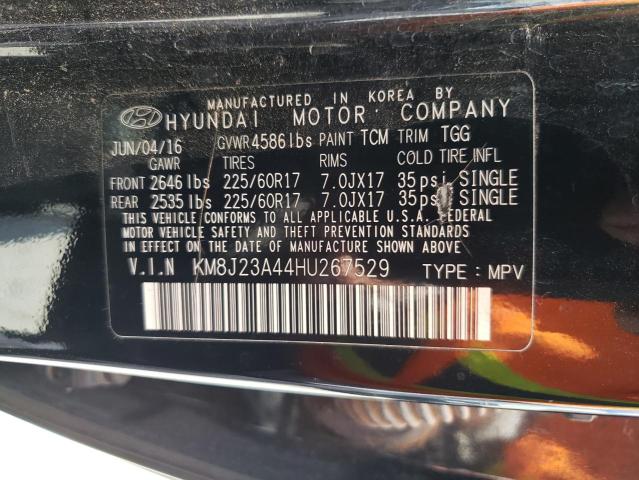 MANUFACTURED IN KOREA BY
HYUNDAI MOTOR COMPANY
JUN/04/16 GVWR 4586 lbs PAINT TCM TRIM TGG
GAWR TIRES RIMS COLD TIRE INFL
FRONT 2646 lbs 225/60R17 7.0JX17 35 psi SINGLE
REAR 2535 lbs 225/60R17 7.0JX17 35 psi SINGLE
THIS VEHICLE CONFORMS TO ALL APPLICABLE U.S.A. FEDERAL
MOTOR VEHICLE SAFETY AND THEFT PREVENTION STANDARDS
IN EFFECT ON THE DATE OF MANUFACTURE SHOWN ABOVE.
V.I.N KM8J23A44HU267529 TYPE : MPV